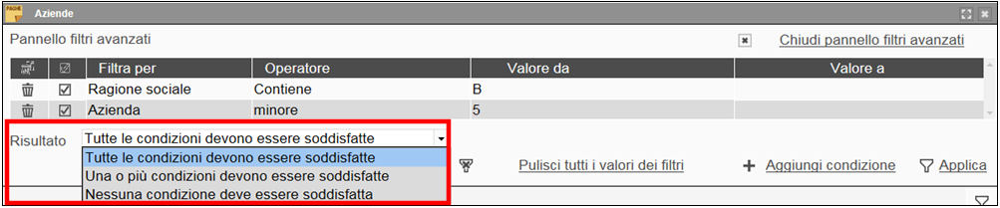 PAGHE Aziende
Pannello filtri avanzati Chiudi pannello filtri avanzati
Filtra per Operatore Valore da Valore a
Ragione sociale Contiene B
Azienda minore 5
Risultato Tutte le condizioni devono essere soddisfatte
Tutte le condizioni devono essere soddisfatte
Una o più condizioni devono essere soddisfatte
Pulisci tutti i valori dei filtri Aggiungi condizione Applica
Nessuna condizione deve essere soddisfatta